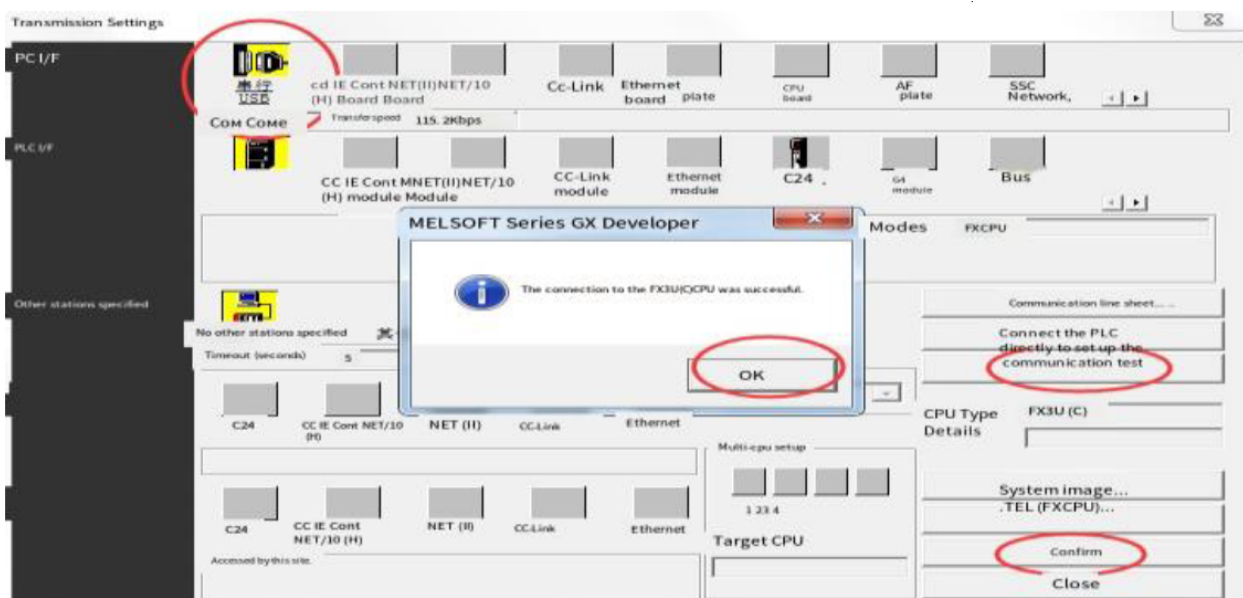 Transmission Settings
PC I/F
串行
USB
cd IE Cont NET(II)NET/10
(H) Board Board
Cc-Link
Ethernet
board plate
CPU
board
AF
plate
SSC
Network,
Com Come
Transfer speed 115. 2Kbps
PLC I/F
CC IE Cont MNET(II)NET/10
(H) module Module
CC-Link
module
Ethernet
module
C24 .
G4
module
Bus
MELSOFT Series GX Developer
Modes FXCPU
The connection to the FX3U(C)CPU was successful.
OK
Other stations specified
No other stations specified
Timeout (seconds) 5
Communication line sheet......
Connect the PLC
directly to set up the
communication test
C24
CC IE Cont NET/10
(H)
NET (II)
CC-Link
Ethernet
CPU Type FX3U (C)
Details
Multi-cpu setup
1 23 4
Target CPU
System image...
.TEL (FXCPU)...
C24
CC IE Cont
NET/10 (H)
NET (II)
CC-Link
Ethernet
Accessed by this site.
Confirm
Close